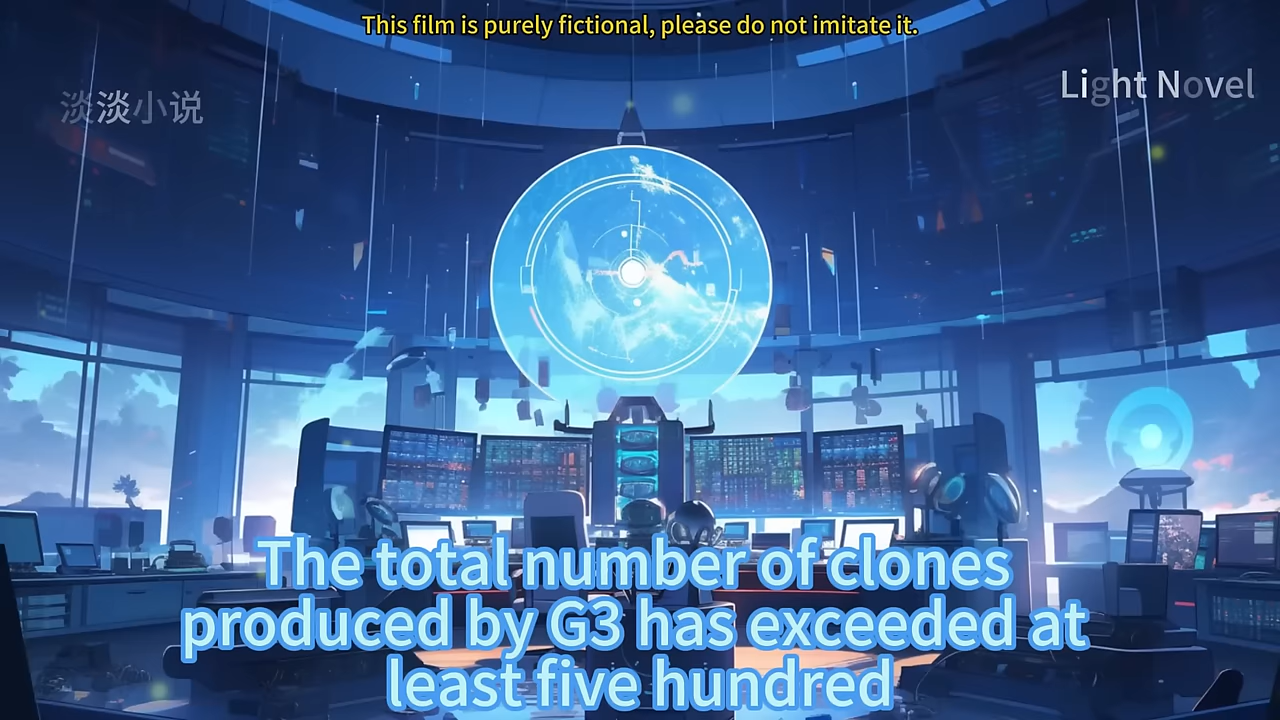 This film is purely fictional, please do not imitate it.
淡淡小说
Light Novel
The total number of clones
produced by G3 has exceeded at
least five hundred